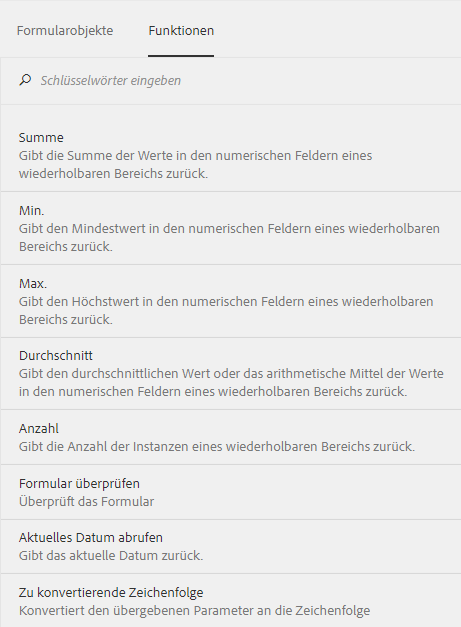 Formularobjekte Funktionen
Schlüsselwörter eingeben
Summe
Gibt die Summe der Werte in den numerischen Feldern eines
wiederholbaren Bereichs zurück.
Min.
Gibt den Mindestwert in den numerischen Feldern eines wiederholbaren
Bereichs zurück.
Max.
Gibt den Höchstwert in den numerischen Feldern eines wiederholbaren
Bereichs zurück.
Durchschnitt
Gibt den durchschnittlichen Wert oder das arithmetische Mittel der Werte
in den numerischen Feldern eines wiederholbaren Bereichs zurück.
Anzahl
Gibt die Anzahl der Instanzen eines wiederholbaren Bereichs zurück.
Formular überprüfen
Überprüft das Formular
Aktuelles Datum abrufen
Gibt das aktuelle Datum zurück.
Zu konvertierende Zeichenfolge
Konvertiert den übergebenen Parameter an die Zeichenfolge